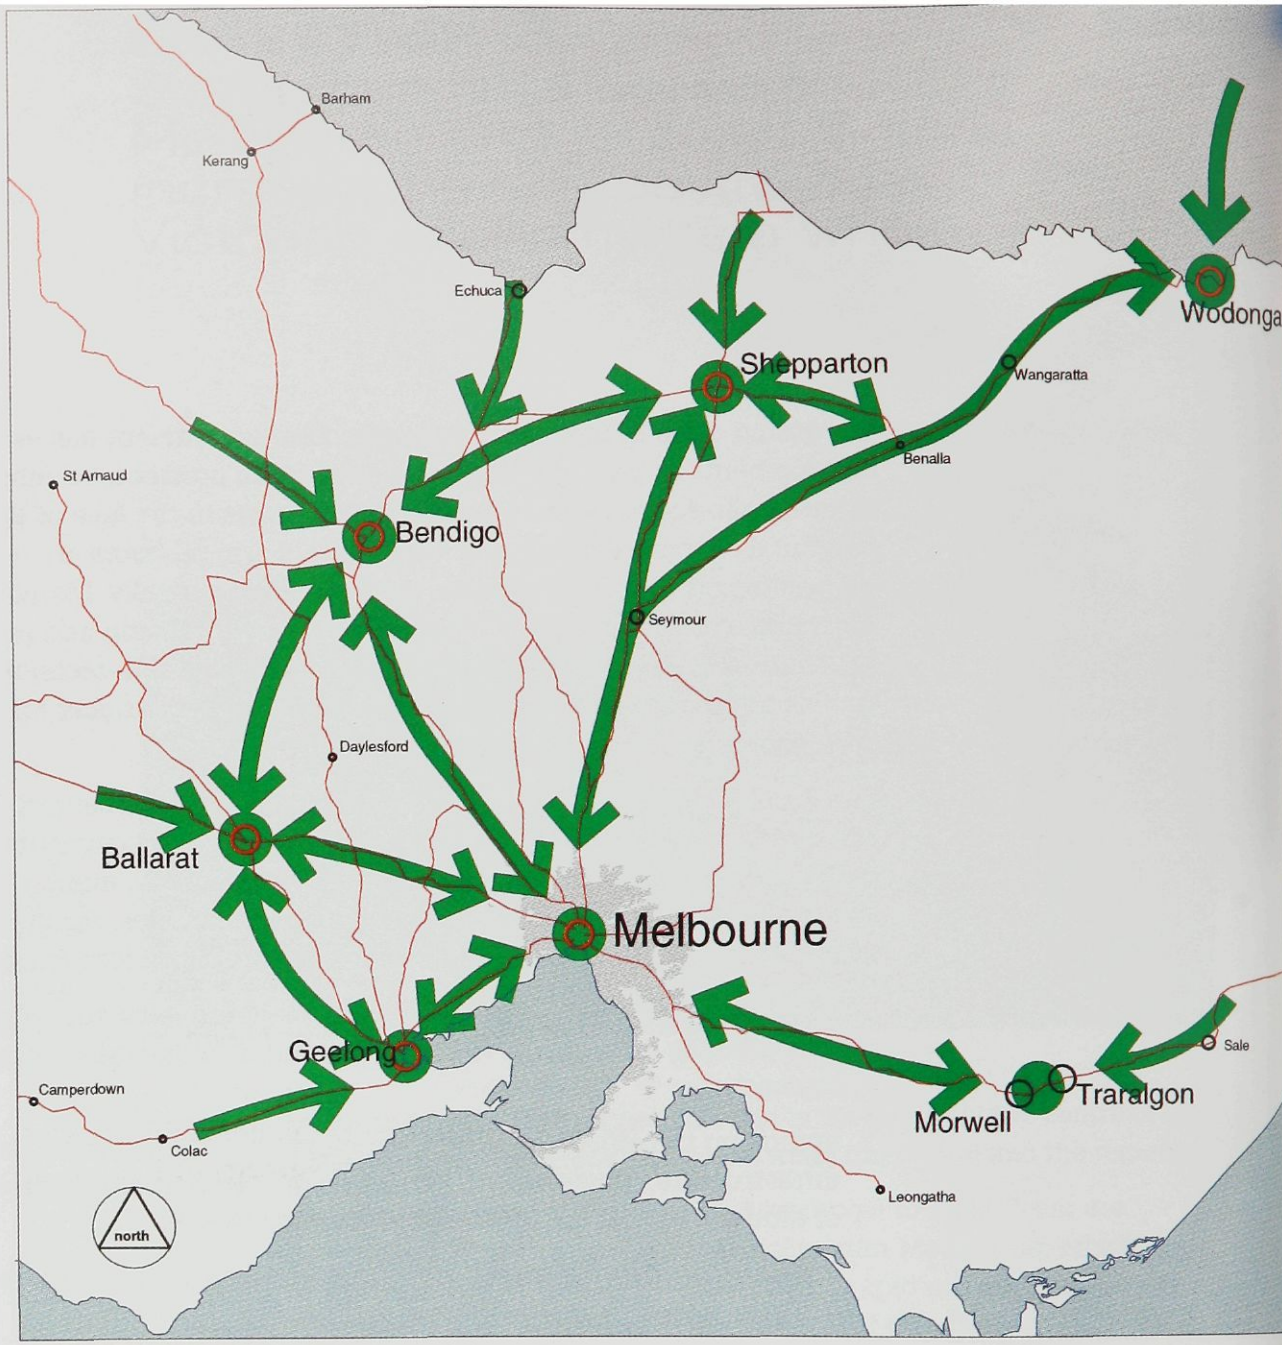 Barham
Kerang
Echuca
Wodonga
Shepparton
Wangaratta
Benalla
St Arnaud
Bendigo
Seymour
Daylesford
Ballarat
Melbourne
Geelong
Sale
Camperdown
Traralgon
Morwell
Colac
Leongatha
north